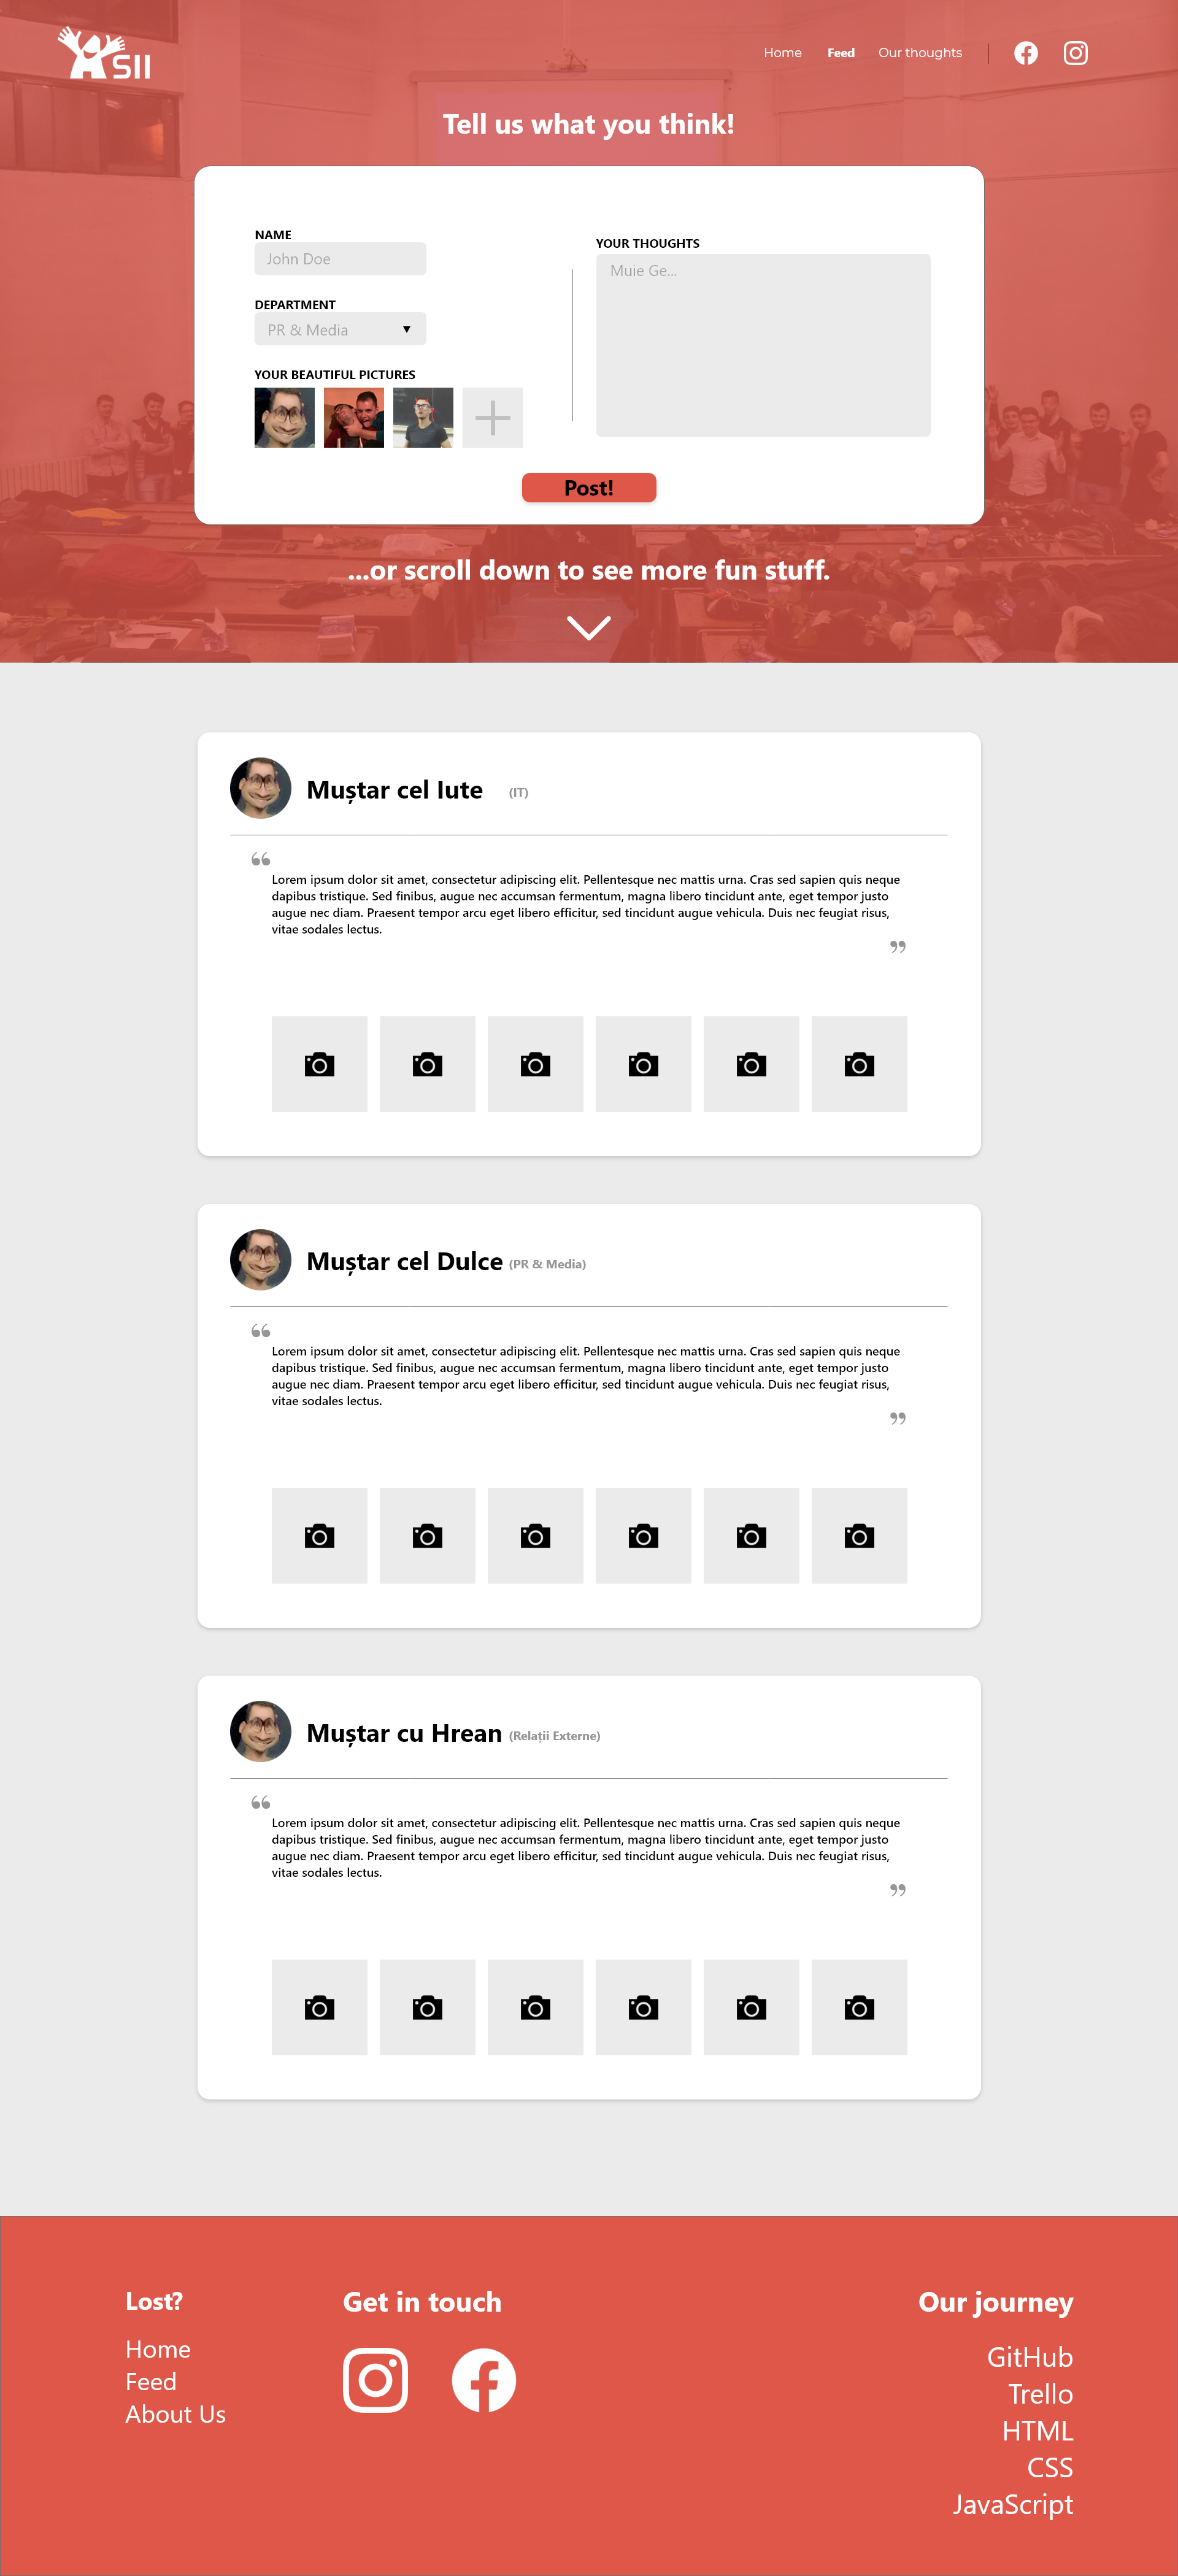 SII
Home Feed Our thoughts
Tell us what you think!
NAME
John Doe
DEPARTMENT
PR & Media
YOUR BEAUTIFUL PICTURES
YOUR THOUGHTS
Muie Ge...
Post!
...or scroll down to see more fun stuff.
Muștar cel Iute (IT)
“
Lorem ipsum dolor sit amet, consectetur adipiscing elit. Pellentesque nec mattis urna. Cras sed sapien quis neque
dapibus tristique. Sed finibus, augue nec accumsan fermentum, magna libero tincidunt ante, eget tempor justo
augue nec diam. Praesent tempor arcu eget libero efficitur, sed tincidunt augue vehicula. Duis nec feugiat risus,
vitae sodales lectus.
”
Muștar cel Dulce (PR & Media)
“
Lorem ipsum dolor sit amet, consectetur adipiscing elit. Pellentesque nec mattis urna. Cras sed sapien quis neque
dapibus tristique. Sed finibus, augue nec accumsan fermentum, magna libero tincidunt ante, eget tempor justo
augue nec diam. Praesent tempor arcu eget libero efficitur, sed tincidunt augue vehicula. Duis nec feugiat risus,
vitae sodales lectus.
”
Muștar cu Hrean (Relații Externe)
“
Lorem ipsum dolor sit amet, consectetur adipiscing elit. Pellentesque nec mattis urna. Cras sed sapien quis neque
dapibus tristique. Sed finibus, augue nec accumsan fermentum, magna libero tincidunt ante, eget tempor justo
augue nec diam. Praesent tempor arcu eget libero efficitur, sed tincidunt augue vehicula. Duis nec feugiat risus,
vitae sodales lectus.
”
Lost?
Home
Feed
About Us
Get in touch
Our journey
GitHub
Trello
HTML
CSS
JavaScript